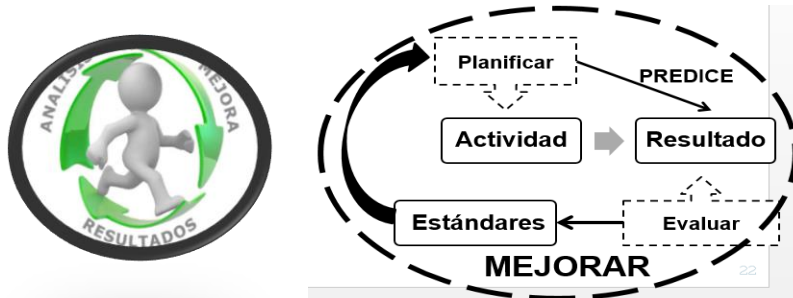 ANALISIS
MEJORA
RESULTADOS
Planificar
PREDICE
Actividad
Resultado
Estándares
Evaluar
MEJORAR
22